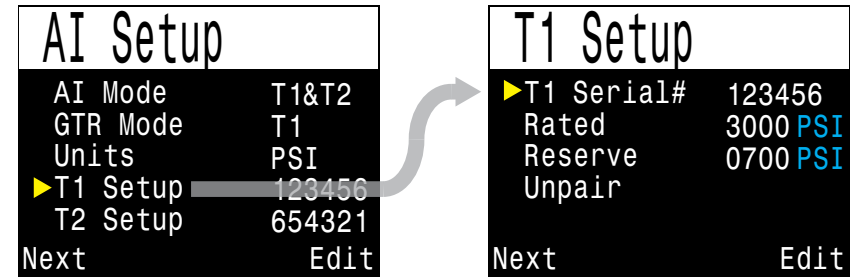 AI Setup
AI Mode T1&T2
GTR Mode T1
Units PSI
T1 Setup 123456
T2 Setup 654321
Next Edit
T1 Setup
T1 Serial# 123456
Rated 3000 PSI
Reserve 0700 PSI
Unpair
Next Edit